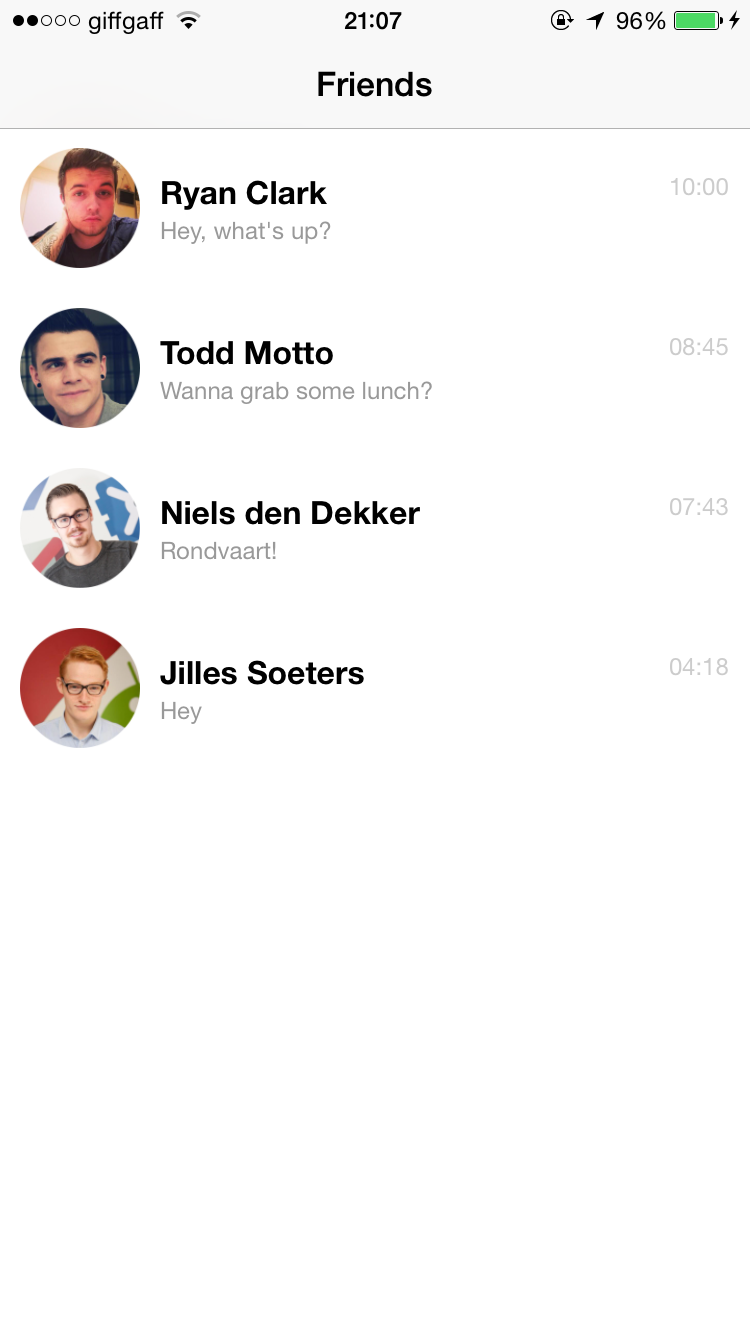 giffgaff 21:07 96%
Friends
Ryan Clark 10:00
Hey, what's up?
Todd Motto 08:45
Wanna grab some lunch?
Niels den Dekker 07:43
Rondvaart!
Jilles Soeters 04:18
Hey